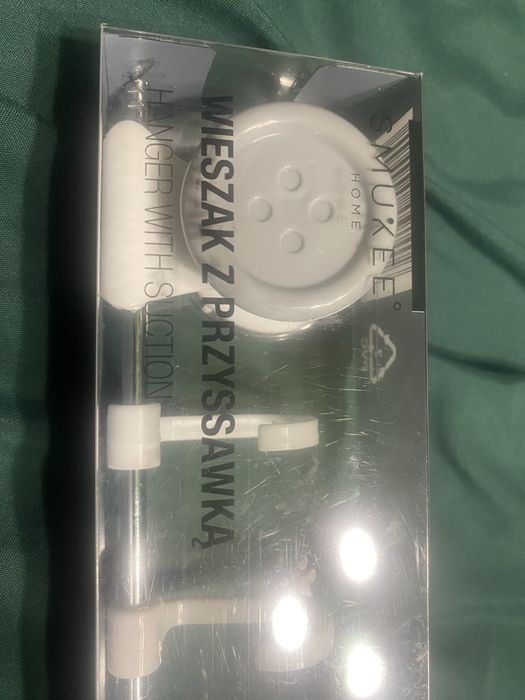 SMUKEE°
HOME
WIESZAK Z PRZYSSAWKĄ
HANGER WITH SUCTION